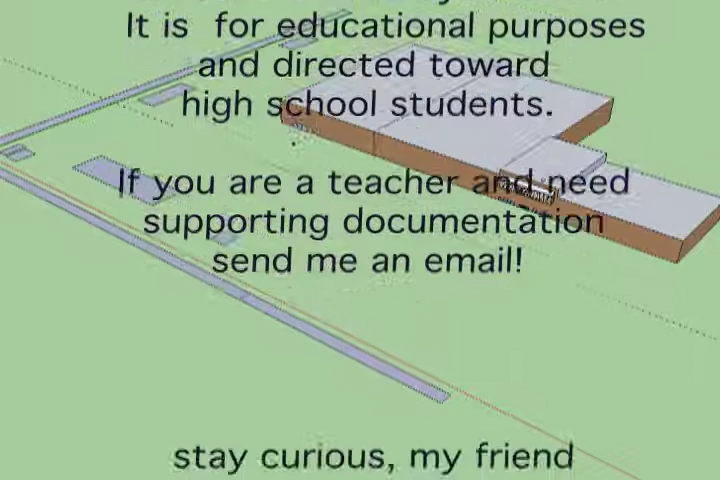 It is for educational purposes
and directed toward
high school students.
If you are a teacher and need
supporting documentation
send me an email!
stay curious, my friend